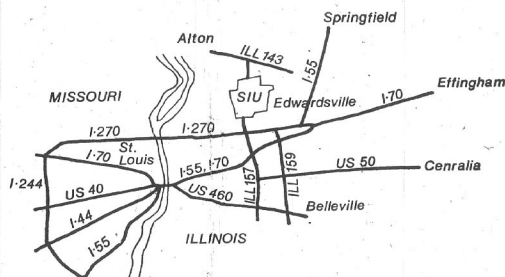 Springfield
Alton
ILL 143
I-55
Effingham
I-70
MISSOURI
SIU
Edwardsville
I-270
I-270
St.
Louis
I-70
I-55, I-70
US 50
Cenralia
I-244
US 40
US 460
ILL 157
ILL 159
Belleville
I-44
I-55
ILLINOIS